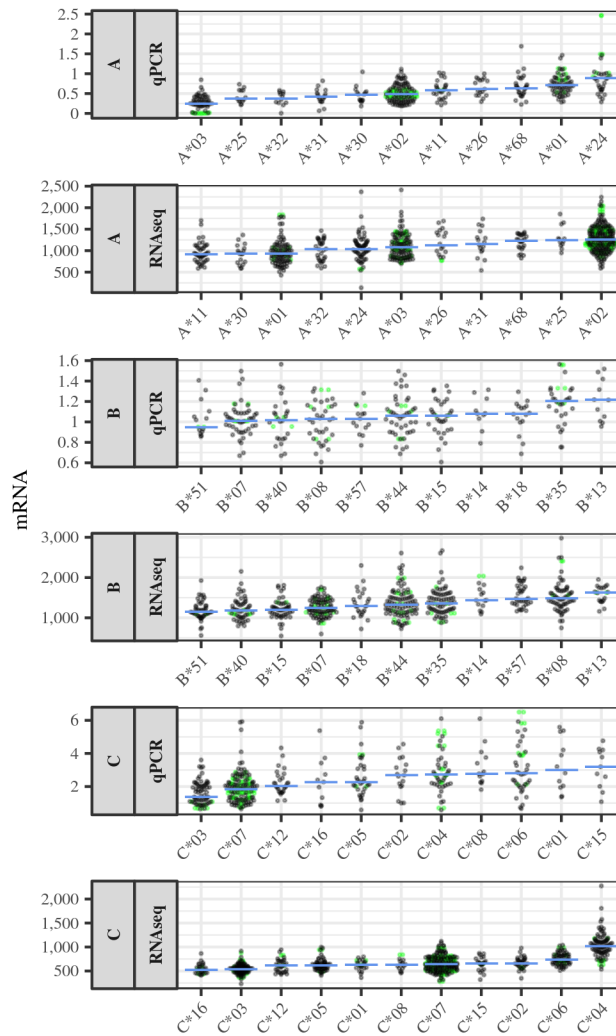 2.5
2
1.5
1
0.5
0
A
qPCR
A*03 A*25 A*32 A*31 A*30 A*02 A*11 A*26 A*68 A*01 A*24
2,500
2,000
1,500
1,000
500
A
RNAseq
A*11 A*30 A*01 A*32 A*24 A*03 A*26 A*31 A*68 A*25 A*02
mRNA
1.6
1.4
1.2
1
0.8
0.6
B
qPCR
B*51 B*07 B*40 B*08 B*57 B*44 B*15 B*14 B*18 B*35 B*13
3,000
2,000
1,000
B
RNAseq
B*51 B*40 B*15 B*07 B*18 B*44 B*35 B*14 B*57 B*08 B*13
6
4
2
C
qPCR
C*03 C*07 C*12 C*16 C*05 C*02 C*04 C*08 C*06 C*01 C*15
2,000
1,500
1,000
500
C
RNAseq
C*16 C*03 C*12 C*05 C*01 C*08 C*07 C*15 C*02 C*06 C*04